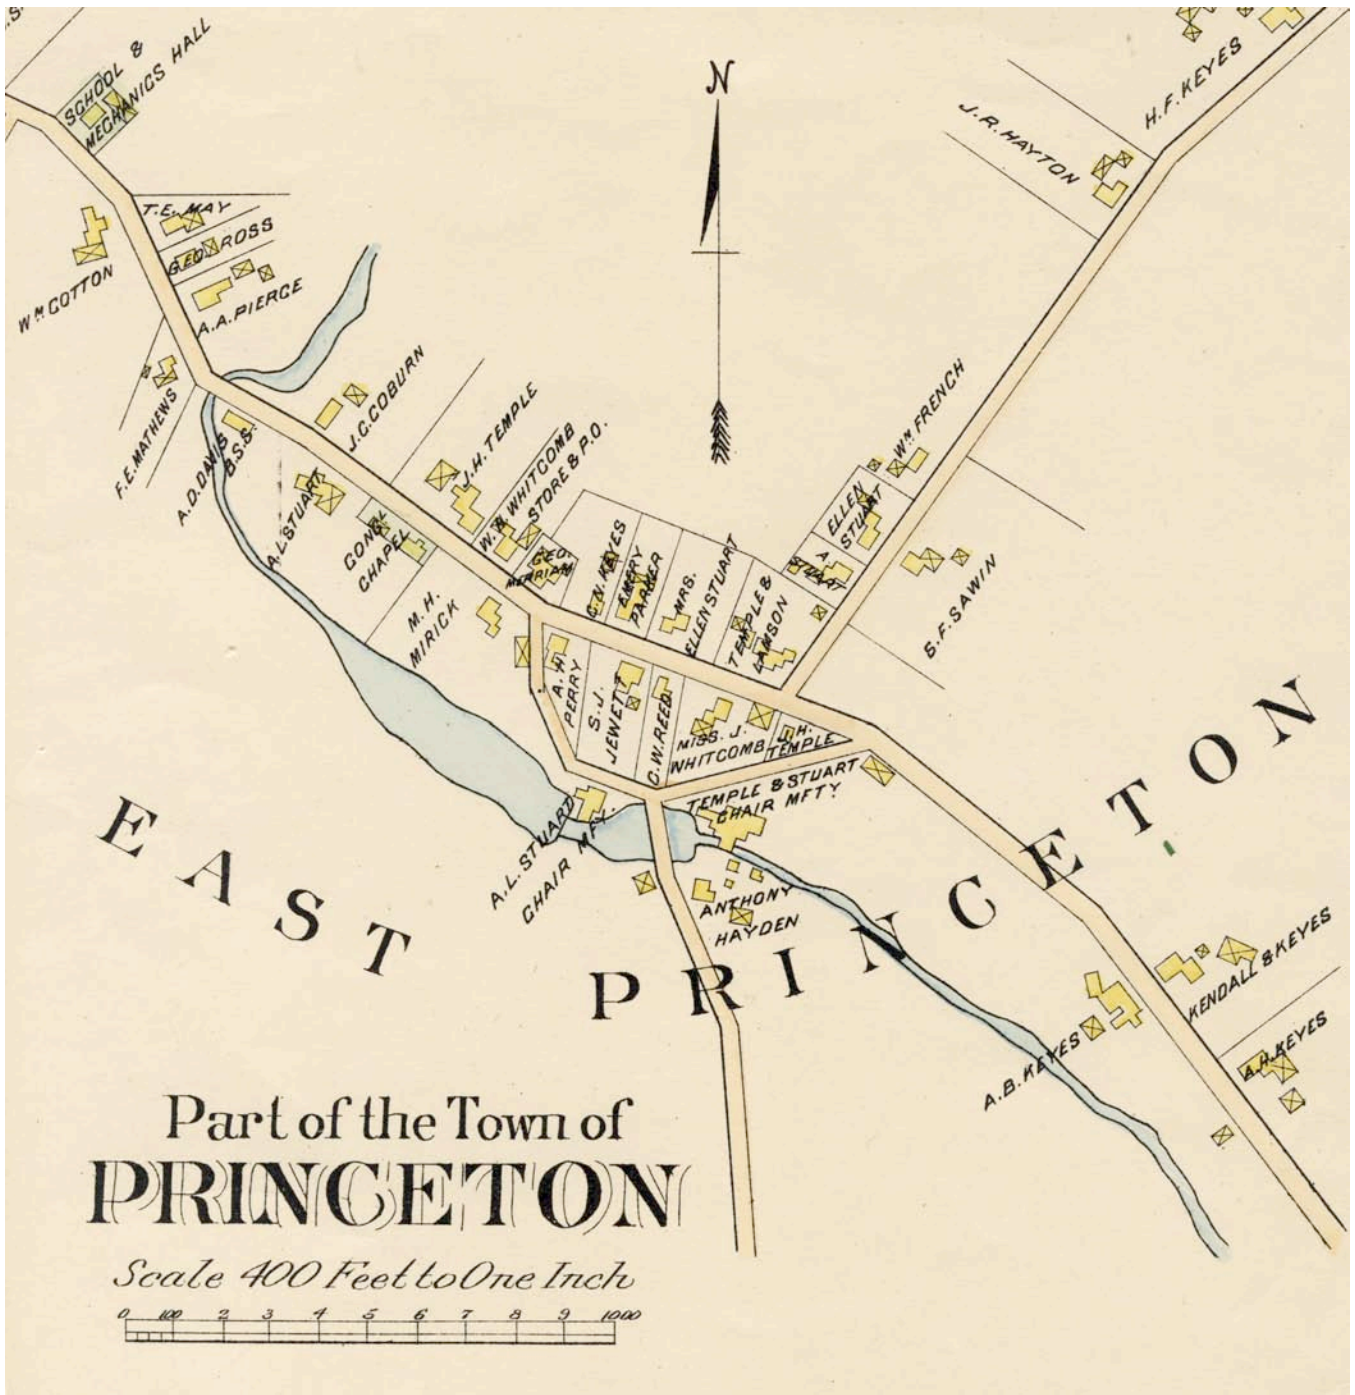 SCHOOL &
MECHANICS HALL
N
H. F. KEYES
J. R. HAYTON
T. E. MAY
GEO. ROSS
A. A. PIERCE
Wᴹ COTTON
F. E. MATHEWS
A. D. DAVIS
B. S. S.
J. C. COBURN
J. H. TEMPLE
W. H. WHITCOMB
STORE & P. O.
A. L. STUART
CONG'L
CHAPEL
M. H.
MIRICK
GEO.
MERRIAM
C. N. KEYES
EMERY
PARKER
MRS.
ELLEN STUART
TEMPLE &
LAMSON
A
STUART
ELLEN
STUART
Wᴹ FRENCH
S. F. SAWIN
A. H.
PERRY
S. J.
JEWETT
C. W. REED
MISS. J.
WHITCOMB
J. H.
TEMPLE
TEMPLE & STUART
CHAIR MFTY.
A. L. STUART
CHAIR MFY.
ANTHONY
HAYDEN
EAST PRINCETON
KENDALL & KEYES
A. B. KEYES
A. H. KEYES
Part of the Town of
PRINCETON
Scale 400 Feet to One Inch
0 100 2 3 4 5 6 7 8 9 1000